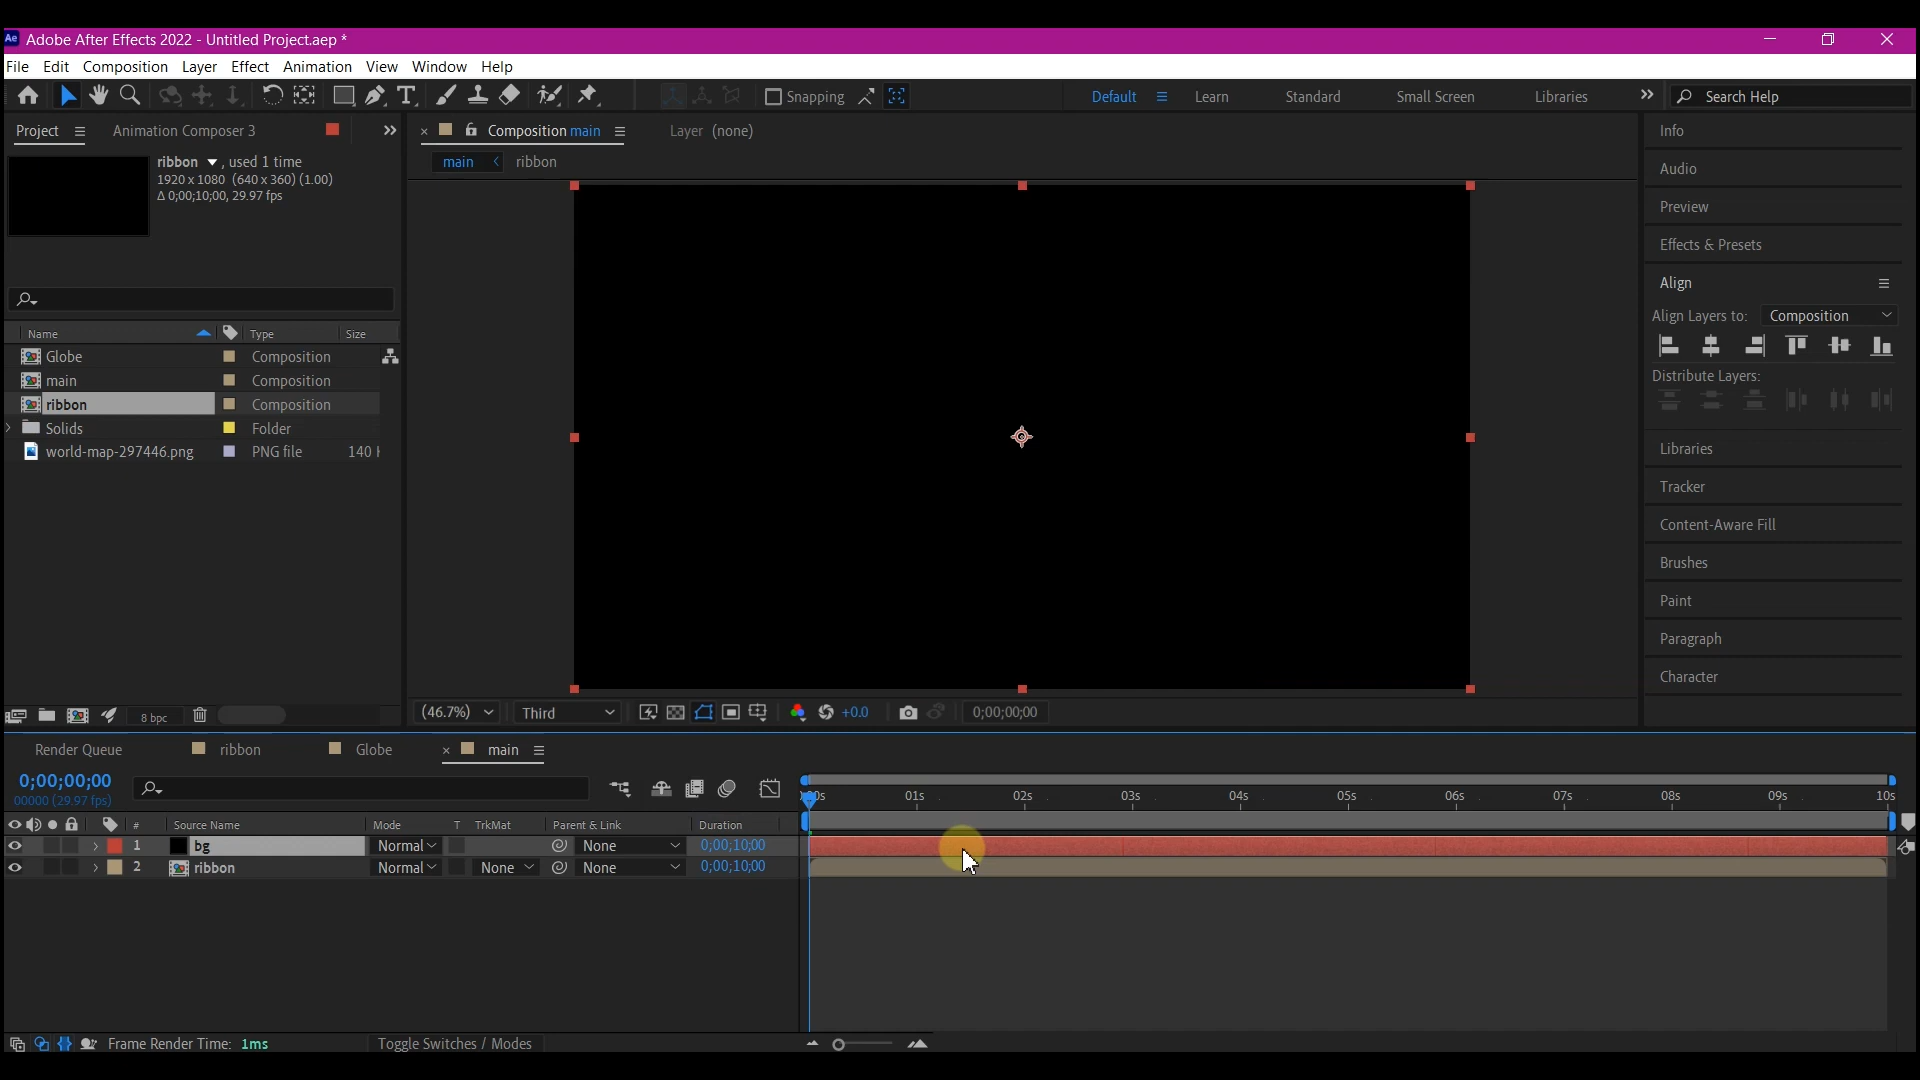 Ae Adobe After Effects 2022 - Untitled Project.aep *
File Edit Composition Layer Effect Animation View Window Help
Snapping Default Learn Standard Small Screen Libraries Search Help
Project Animation Composer 3 Composition main Layer (none)
main ribbon
ribbon , used 1 time
1920 x 1080 (640 x 360) (1.00)
Δ 0;00;10;00, 29.97 fps
Name Type Size
Globe Composition
main Composition
ribbon Composition
Solids Folder
world-map-297446.png PNG file 140
8 bpc
(46.7%) Third +0.0 0;00;00;00
Info
Audio
Preview
Effects & Presets
Align
Align Layers to: Composition
Distribute Layers:
Libraries
Tracker
Content-Aware Fill
Brushes
Paint
Paragraph
Character
Render Queue ribbon Globe main
0;00;00;00
00000 (29.97 fps)
01s 02s 03s 04s 05s 06s 07s 08s 09s 10s
# Source Name Mode T TrkMat Parent & Link Duration
1 bg Normal None 0;00;10;00
2 ribbon Normal None None 0;00;10;00
Frame Render Time: 1ms Toggle Switches / Modes